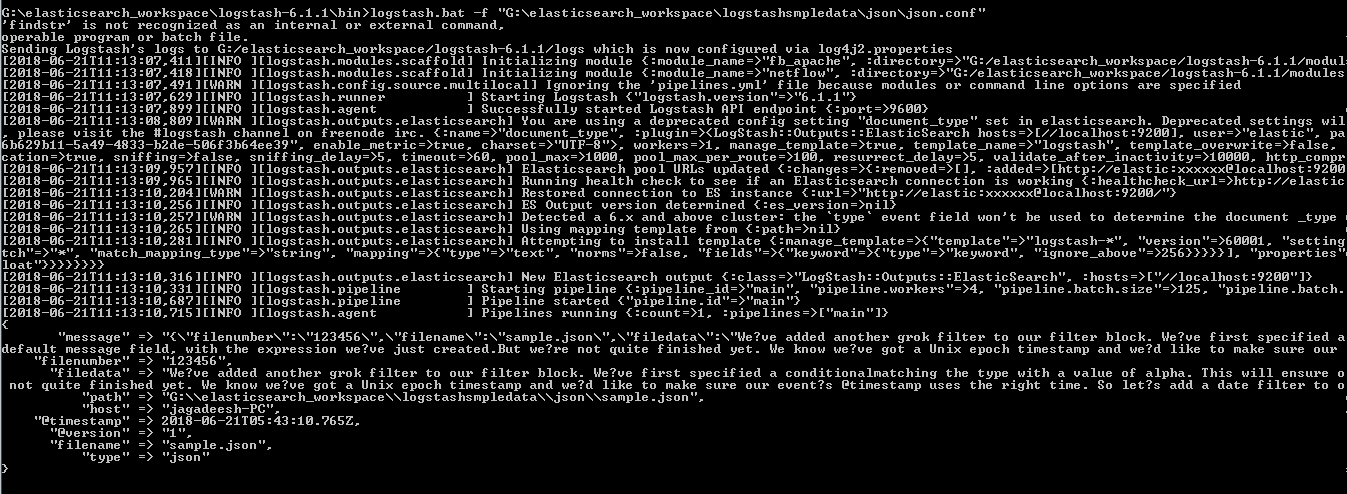 G:\elasticsearch_workspace\logstash-6.1.1\bin>logstash.bat -f "G:\elasticsearch_workspace\logstashsmpledata\json\json.conf"
'findstr' is not recognized as an internal or external command,
operable program or batch file.
Sending Logstash's logs to G:/elasticsearch_workspace/logstash-6.1.1/logs which is now configured via log4j2.properties
[2018-06-21T11:13:07,411][INFO ][logstash.modules.scaffold] Initializing module {:module_name=>"fb_apache", :directory=>"G:/elasticsearch_workspace/logstash-6.1.1/modul
[2018-06-21T11:13:07,418][INFO ][logstash.modules.scaffold] Initializing module {:module_name=>"netflow", :directory=>"G:/elasticsearch_workspace/logstash-6.1.1/modules
[2018-06-21T11:13:07,491][WARN ][logstash.config.source.multilocal] Ignoring the 'pipelines.yml' file because modules or command line options are specified
[2018-06-21T11:13:07,629][INFO ][logstash.runner          ] Starting Logstash {"logstash.version"=>"6.1.1"}
[2018-06-21T11:13:07,899][INFO ][logstash.agent           ] Successfully started Logstash API endpoint {:port=>9600}
[2018-06-21T11:13:08,809][WARN ][logstash.outputs.elasticsearch] You are using a deprecated config setting "document_type" set in elasticsearch. Deprecated settings wil
, please visit the #logstash channel on freenode irc. {:name=>"document_type", :plugin=><LogStash::Outputs::ElasticSearch hosts=>[//localhost:9200], user=>"elastic", pa
6b629b11-5a49-4833-b2de-506f3b64ee39", enable_metric=>true, charset=>"UTF-8">, workers=>1, manage_template=>true, template_name=>"logstash", template_overwrite=>false,
cation=>true, sniffing=>false, sniffing_delay=>5, timeout=>60, pool_max=>1000, pool_max_per_route=>100, resurrect_delay=>5, validate_after_inactivity=>10000, http_compr
[2018-06-21T11:13:09,957][INFO ][logstash.outputs.elasticsearch] Elasticsearch pool URLs updated {:changes=>{:removed=>[], :added=>[http://elastic:xxxxxx@localhost:9200
[2018-06-21T11:13:09,965][INFO ][logstash.outputs.elasticsearch] Running health check to see if an Elasticsearch connection is working {:healthcheck_url=>http://elastic
[2018-06-21T11:13:10,204][WARN ][logstash.outputs.elasticsearch] Restored connection to ES instance {:url=>"http://elastic:xxxxxx@localhost:9200/"}
[2018-06-21T11:13:10,256][INFO ][logstash.outputs.elasticsearch] ES Output version determined {:es_version=>nil}
[2018-06-21T11:13:10,257][WARN ][logstash.outputs.elasticsearch] Detected a 6.x and above cluster: the `type` event field won't be used to determine the document _type
[2018-06-21T11:13:10,265][INFO ][logstash.outputs.elasticsearch] Using mapping template from {:path=>nil}
[2018-06-21T11:13:10,281][INFO ][logstash.outputs.elasticsearch] Attempting to install template {:manage_template=>{"template"=>"logstash-*", "version"=>60001, "setting
tch"=>"*", "match_mapping_type"=>"string", "mapping"=>{"type"=>"text", "norms"=>false, "fields"=>{"keyword"=>{"type"=>"keyword", "ignore_above"=>256}}}}}], "properties"
loat"}}}}}}}}
[2018-06-21T11:13:10,316][INFO ][logstash.outputs.elasticsearch] New Elasticsearch output {:class=>"LogStash::Outputs::ElasticSearch", :hosts=>["//localhost:9200"]}
[2018-06-21T11:13:10,331][INFO ][logstash.pipeline        ] Starting pipeline {:pipeline_id=>"main", "pipeline.workers"=>4, "pipeline.batch.size"=>125, "pipeline.batch.
[2018-06-21T11:13:10,687][INFO ][logstash.pipeline        ] Pipeline started {"pipeline.id"=>"main"}
[2018-06-21T11:13:10,715][INFO ][logstash.agent           ] Pipelines running {:count=>1, :pipelines=>["main"]}
{
"message" => "{\"filenumber\":\"123456\",\"filename\":\"sample.json\",\"filedata\":\"We?ve added another grok filter to our filter block. We?ve first specified a
default message field, with the expression we?ve just created.But we?re not quite finished yet. We know we?ve got a Unix epoch timestamp and we?d like to make sure our
"filenumber" => "123456",
"filedata" => "We?ve added another grok filter to our filter block. We?ve first specified a conditionalmatching the type with a value of alpha. This will ensure o
not quite finished yet. We know we?ve got a Unix epoch timestamp and we?d like to make sure our event?s @timestamp uses the right time. So let?s add a date filter to o
"path" => "G:\\elasticsearch_workspace\\logstashsmpledata\\json\\sample.json",
"host" => "jagadeesh-PC",
"@timestamp" => 2018-06-21T05:43:10.765Z,
"@version" => "1",
"filename" => "sample.json",
"type" => "json"
}